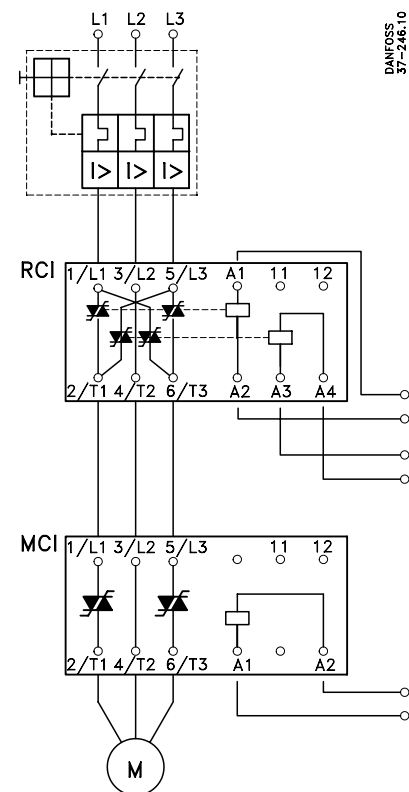 L1 L2 L3
DANFOSS
37-246.10
I> I> I>
RCI
1/L1 3/L2 5/L3 A1 11 12
2/T1 4/T2 6/T3 A2 A3 A4
MCI
1/L1 3/L2 5/L3 11 12
2/T1 4/T2 6/T3 A1 A2
M